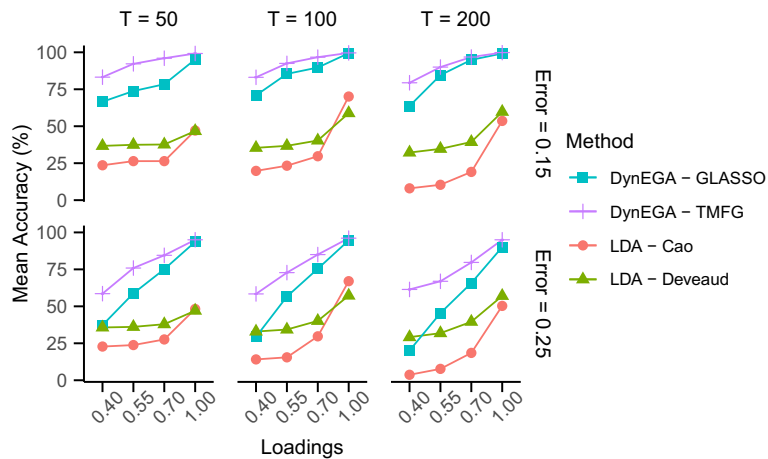 T = 50
T = 100
T = 200
Mean Accuracy (%)
100
75
50
25
0
Error = 0.15
100
75
50
25
0
Error = 0.25
0.40
0.55
0.70
1.00
0.40
0.55
0.70
1.00
0.40
0.55
0.70
1.00
Loadings
Method
DynEGA − GLASSO
DynEGA − TMFG
LDA − Cao
LDA − Deveaud